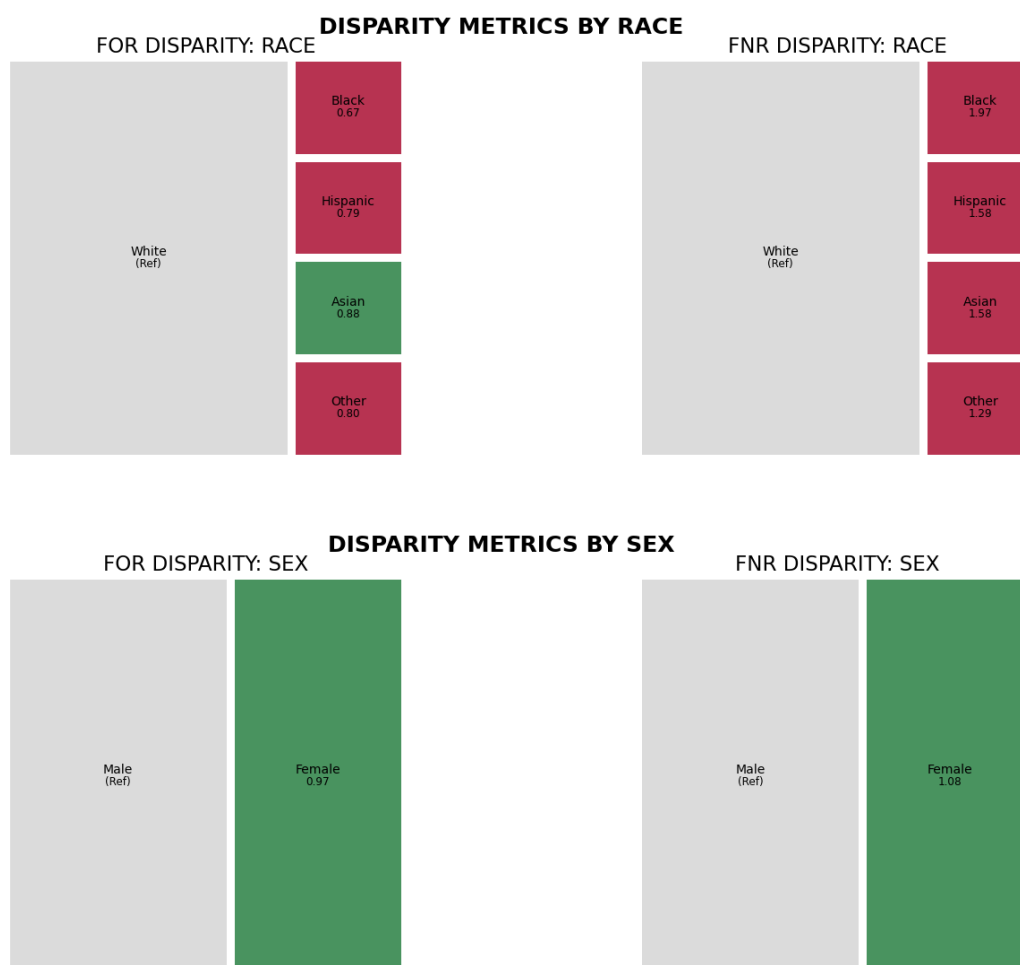 DISPARITY METRICS BY RACE
FOR DISPARITY: RACE
White
(Ref)
Black
0.67
Hispanic
0.79
Asian
0.88
Other
0.80
FNR DISPARITY: RACE
White
(Ref)
Black
1.97
Hispanic
1.58
Asian
1.58
Other
1.29
DISPARITY METRICS BY SEX
FOR DISPARITY: SEX
Male
(Ref)
Female
0.97
FNR DISPARITY: SEX
Male
(Ref)
Female
1.08